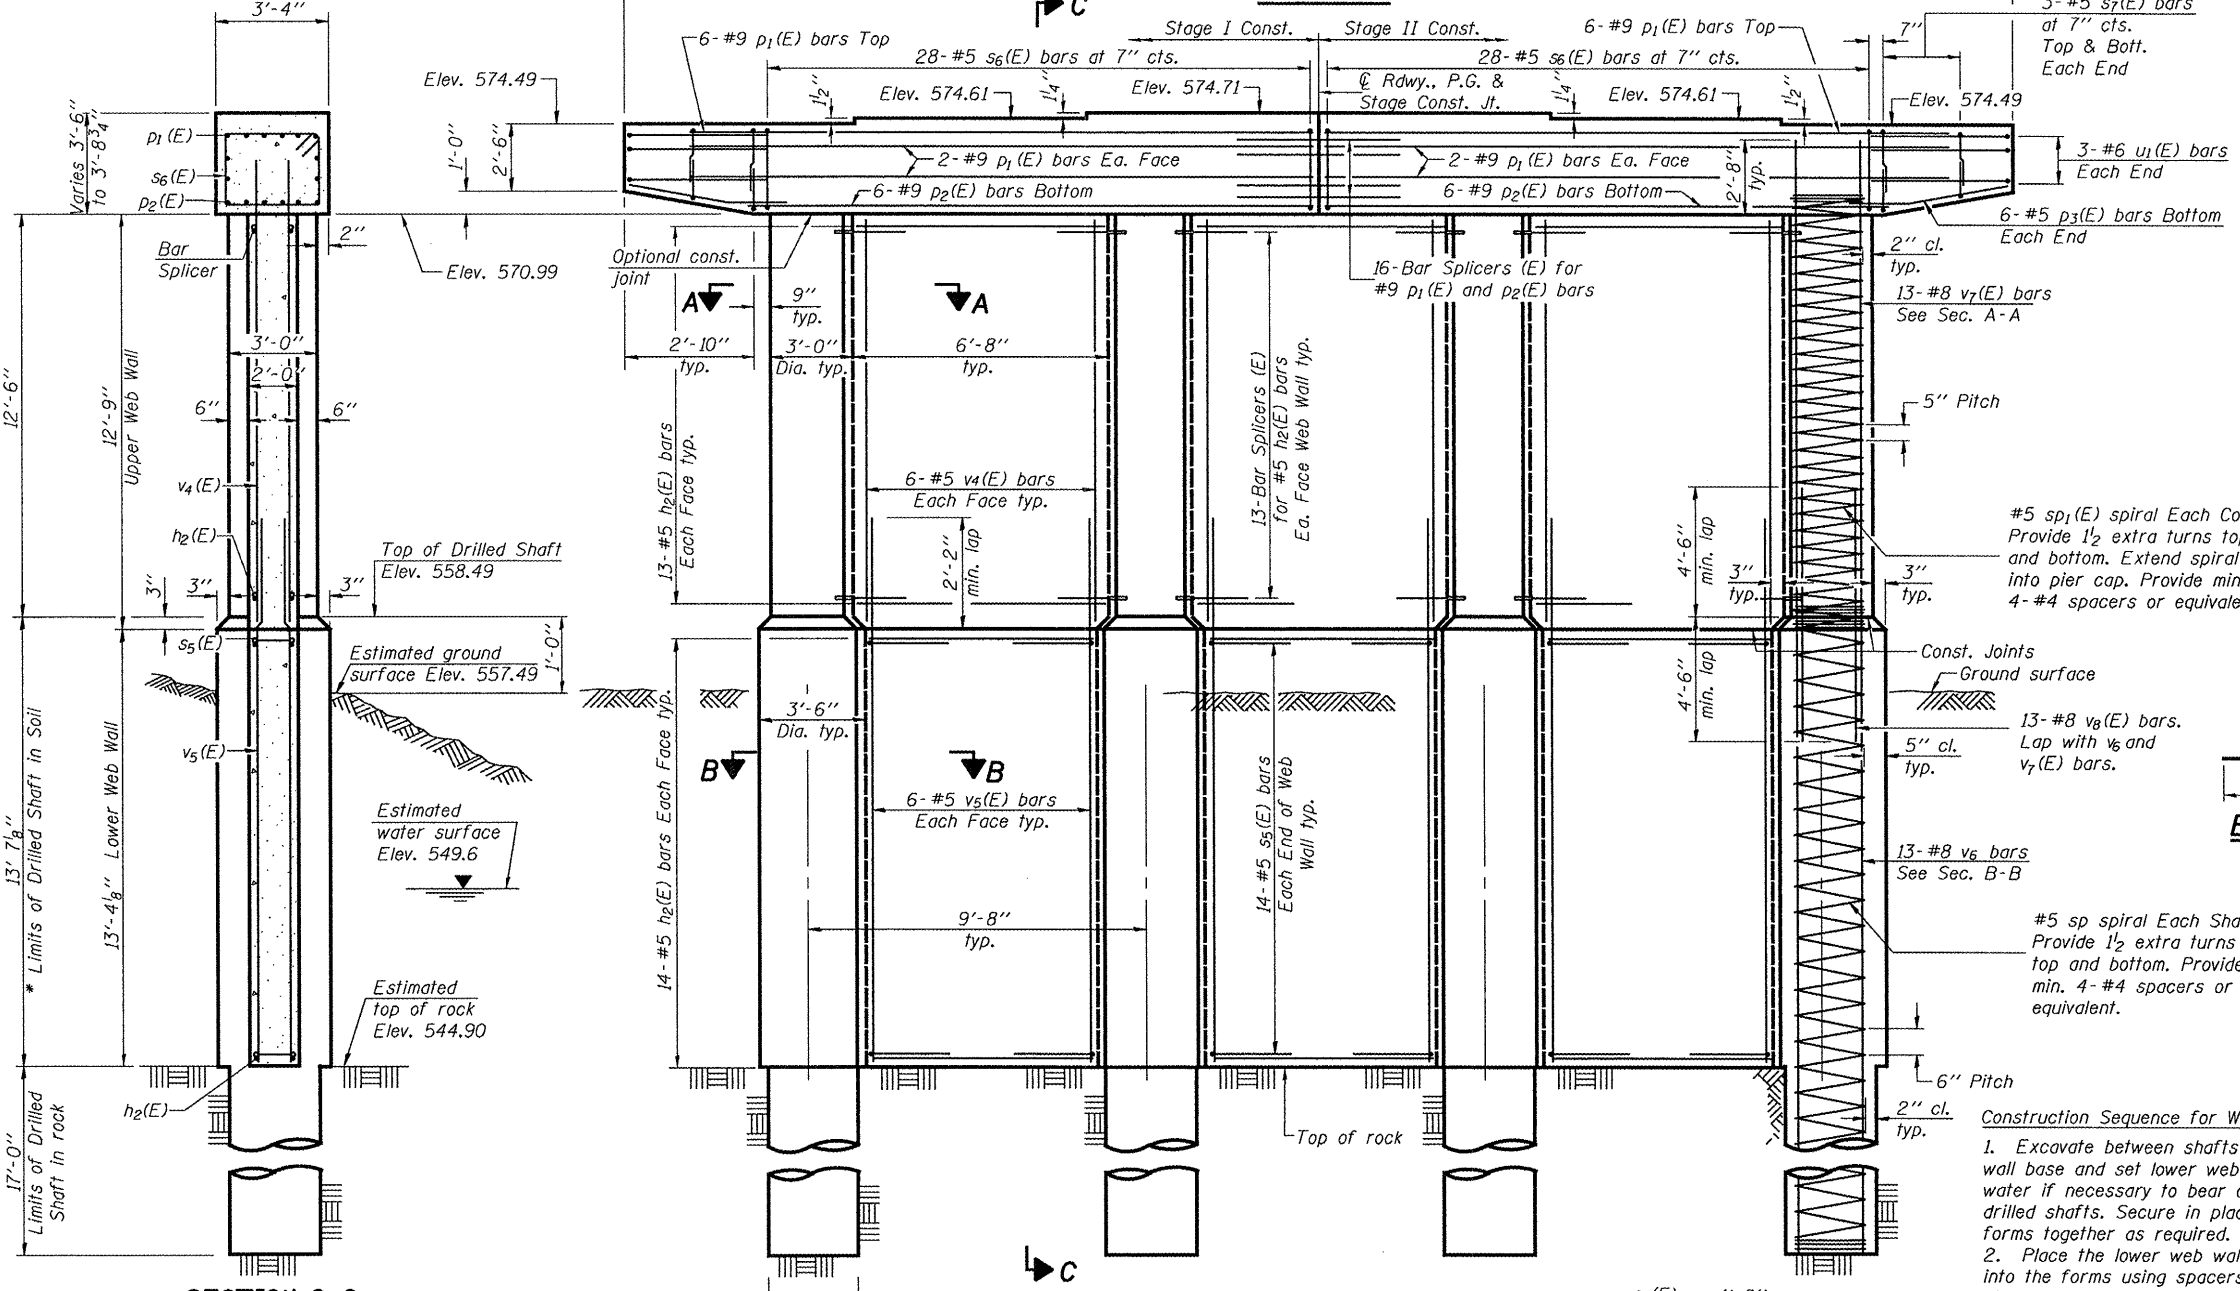 3'-4"
C
3-#5 s7(E) bars
at 7" cts.
Top & Bott.
Each End
Stage I Const.
Stage II Const.
6-#9 p1(E) bars Top
6-#9 p1(E) bars Top
7"
28-#5 s6(E) bars at 7" cts.
28-#5 s6(E) bars at 7" cts.
Elev. 574.49
1½"
Elev. 574.61
1¼"
Elev. 574.71
℄ Rdwy., P.G. &
Stage Const. Jt.
1¼"
Elev. 574.61
1½"
Elev. 574.49
Varies 3'-6"
to 3'-8¾"
p1(E)
s6(E)
p2(E)
1'-0"
2'-6"
2-#9 p1(E) bars Ea. Face
2-#9 p1(E) bars Ea. Face
2'-8"
typ.
3-#6 u1(E) bars
Each End
6-#9 p2(E) bars Bottom
6-#9 p2(E) bars Bottom
6-#5 p3(E) bars Bottom
Each End
Bar
Splicer
2"
Elev. 570.99
Optional const.
joint
16-Bar Splicers (E) for
#9 p1(E) and p2(E) bars
2" cl.
typ.
A
A
9"
typ.
13-#8 v7(E) bars
See Sec. A-A
3'-0"
2'-0"
2'-10"
typ.
3'-0"
Dia. typ.
6'-8"
typ.
12'-6"
12'-9"
Upper Web Wall
6"
6"
5" Pitch
13-#5 h2(E) bars
Each Face typ.
13-Bar Splicers (E)
for #5 h2(E) bars
Ea. Face Web Wall typ.
v4(E)
6-#5 v4(E) bars
Each Face typ.
h2(E)
2'-2"
min. lap
4'-6"
min. lap
#5 sp1(E) spiral Each
Provide 1½ extra turns
and bottom. Extend spiral
into pier cap. Provide
4-#4 spacers or
Top of Drilled Shaft
Elev. 558.49
3"
3"
3"
3"
typ.
3"
typ.
s5(E)
Estimated ground
surface Elev. 557.49
1'-0"
Const. Joints
Ground surface
4'-6"
min. lap
3'-6"
Dia. typ.
13-#8 v8(E) bars.
Lap with v6 and
v7(E) bars.
5" cl.
typ.
v5(E)
B
B
13' 7⅞"
* Limits of Drilled Shaft in Soil
13'-4⅛" Lower Web Wall
14-#5 h2(E) bars Each Face typ.
6-#5 v5(E) bars
Each Face typ.
14-#5 s5(E) bars
Each End of Web
Wall typ.
Estimated
water surface
Elev. 549.6
13-#8 v6 bars
See Sec. B-B
9'-8"
typ.
#5 sp spiral Each
Provide 1½ extra turns
top and bottom. Provide
min. 4-#4 spacers or
equivalent.
Estimated
top of rock
Elev. 544.90
h2(E)
6" Pitch
2" cl.
typ.
17'-0"
Limits of Drilled
Shaft in rock
Top of rock
Construction Sequence for
1. Excavate between shafts
wall base and set lower web
water if necessary to bear
drilled shafts. Secure in
forms together as required.
2. Place the lower web
into the forms using spacers
C